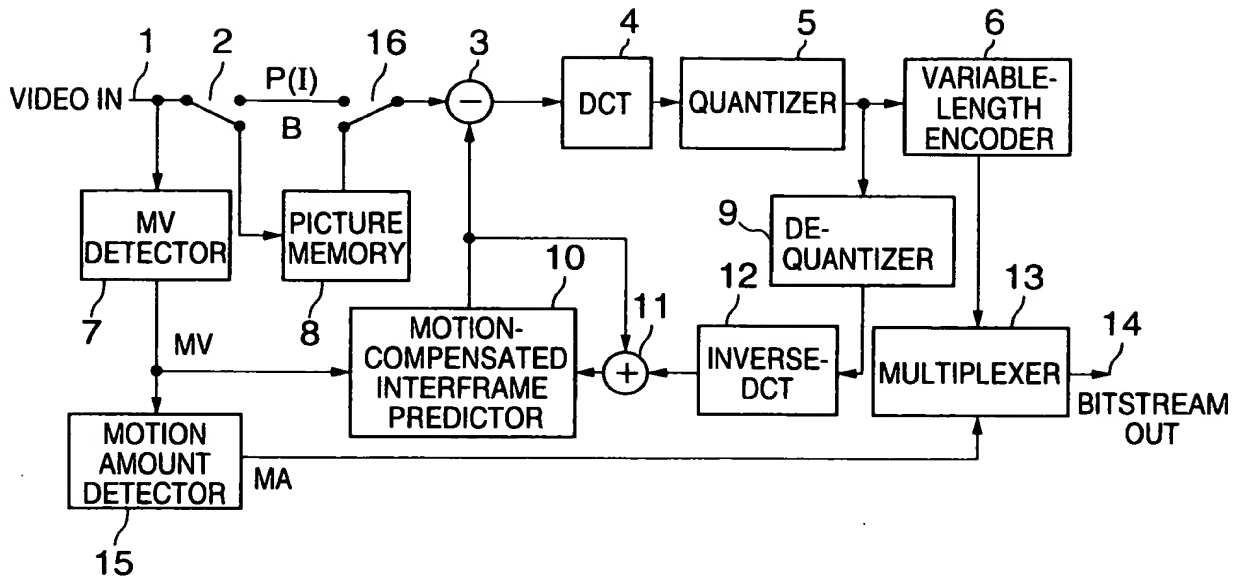 1
2
16
3
4
5
6
VIDEO IN
P(I)
B
−
DCT
QUANTIZER
VARIABLE-
LENGTH
ENCODER
MV
DETECTOR
7
PICTURE
MEMORY
8
9
DE-
QUANTIZER
10
MOTION-
COMPENSATED
INTERFRAME
PREDICTOR
11
+
12
INVERSE-
DCT
13
MULTIPLEXER
14
BITSTREAM
OUT
MV
MOTION
AMOUNT
DETECTOR
MA
15